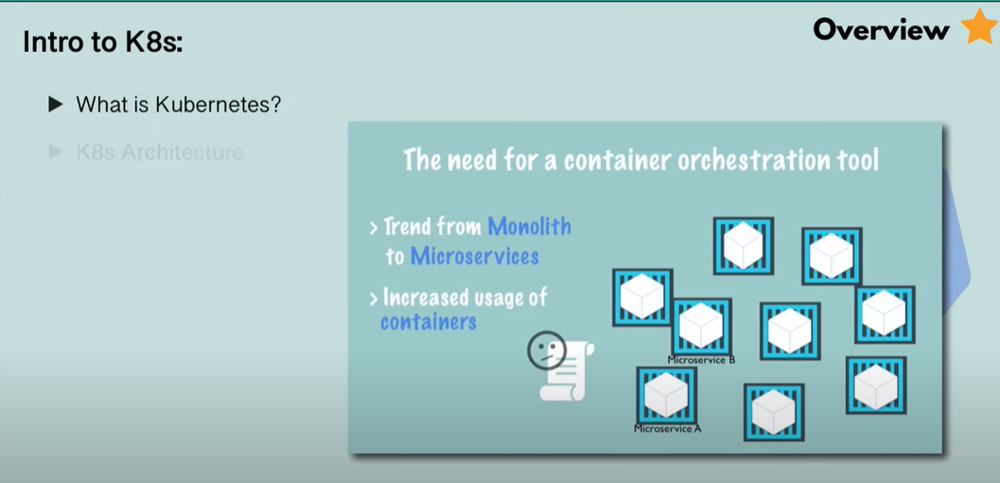 Overview
Intro to K8s:
► What is Kubernetes?
► K8s Architecture
The need for a container orchestration tool
> Trend from Monolith
to Microservices
> Increased usage of
containers
Microservice B
Microservice A